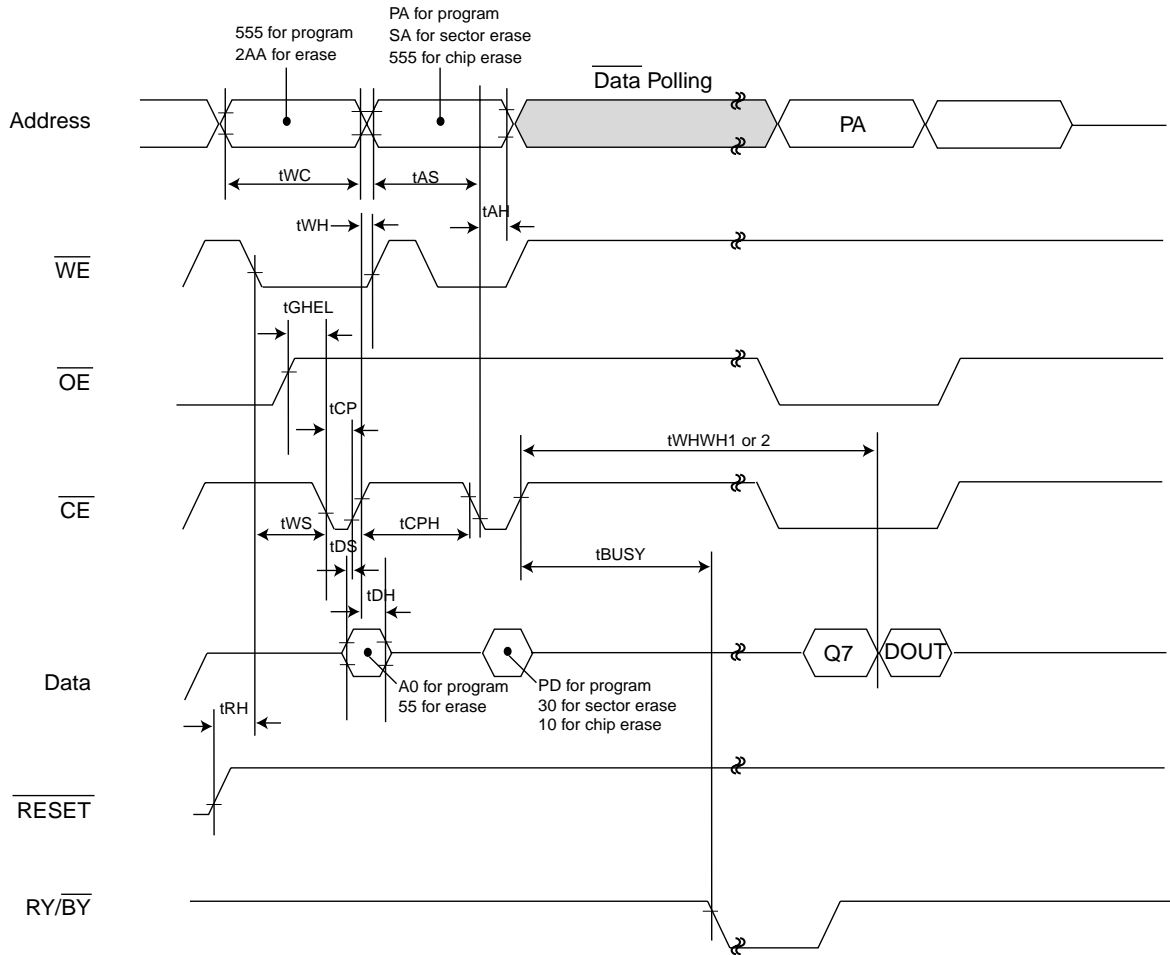 555 for program
2AA for erase
PA for program
SA for sector erase
555 for chip erase
Data Polling
Address
PA
tWC
tAS
tAH
tWH
WE
tGHEL
OE
tCP
tWHWH1 or 2
CE
tWS
tCPH
tDS
tBUSY
tDH
Q7
DOUT
Data
A0 for program
55 for erase
PD for program
30 for sector erase
10 for chip erase
tRH
RESET
RY/BY